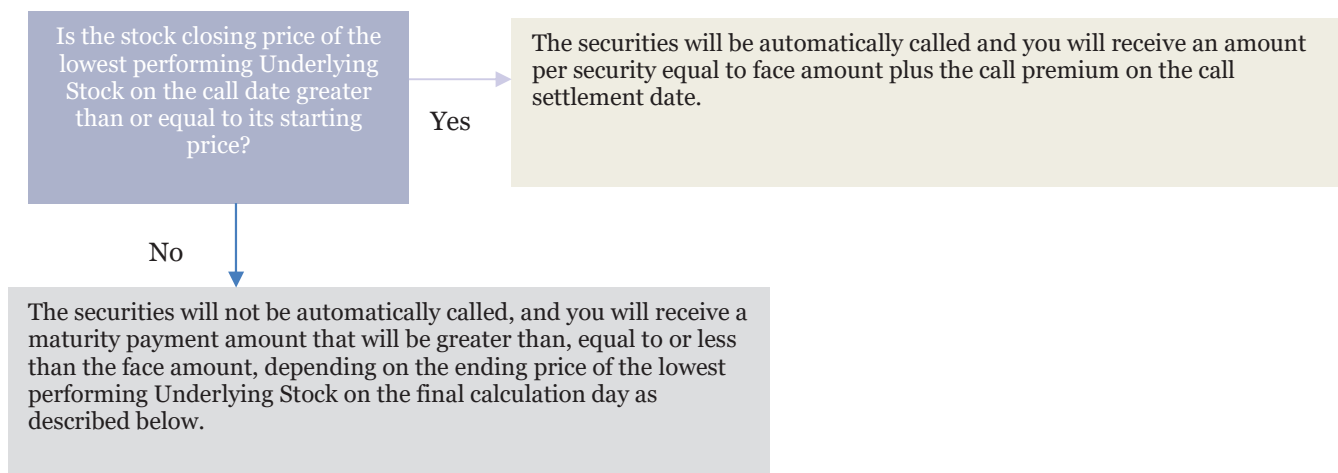 Is the stock closing price of the
lowest performing Underlying
Stock on the call date greater
than or equal to its starting
price?
Yes
The securities will be automatically called and you will receive an amount
per security equal to face amount plus the call premium on the call
settlement date.
No
The securities will not be automatically called, and you will receive a
maturity payment amount that will be greater than, equal to or less
than the face amount, depending on the ending price of the lowest
performing Underlying Stock on the final calculation day as
described below.